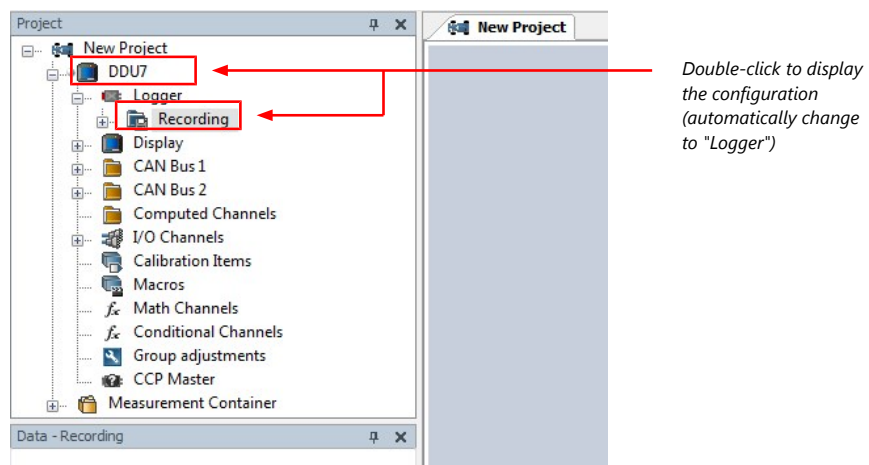 Project
New Project
New Project
DDU7
Logger
Recording
Display
CAN Bus 1
CAN Bus 2
Computed Channels
I/O Channels
Calibration Items
Macros
fx Math Channels
fx Conditional Channels
Group adjustments
CCP Master
Measurement Container
Data - Recording
Double-click to display
the configuration
(automatically change
to "Logger")